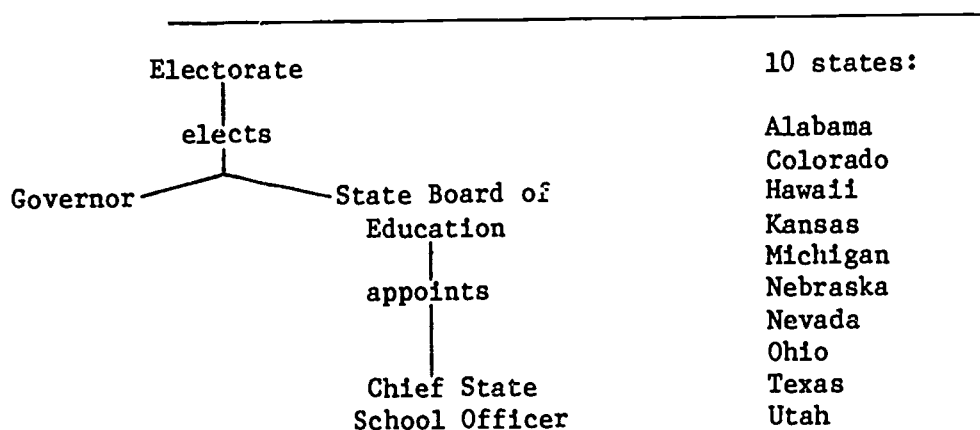 Electorate
elects
Governor
State Board of
Education
appoints
Chief State
School Officer
10 states:
Alabama
Colorado
Hawaii
Kansas
Michigan
Nebraska
Nevada
Ohio
Texas
Utah